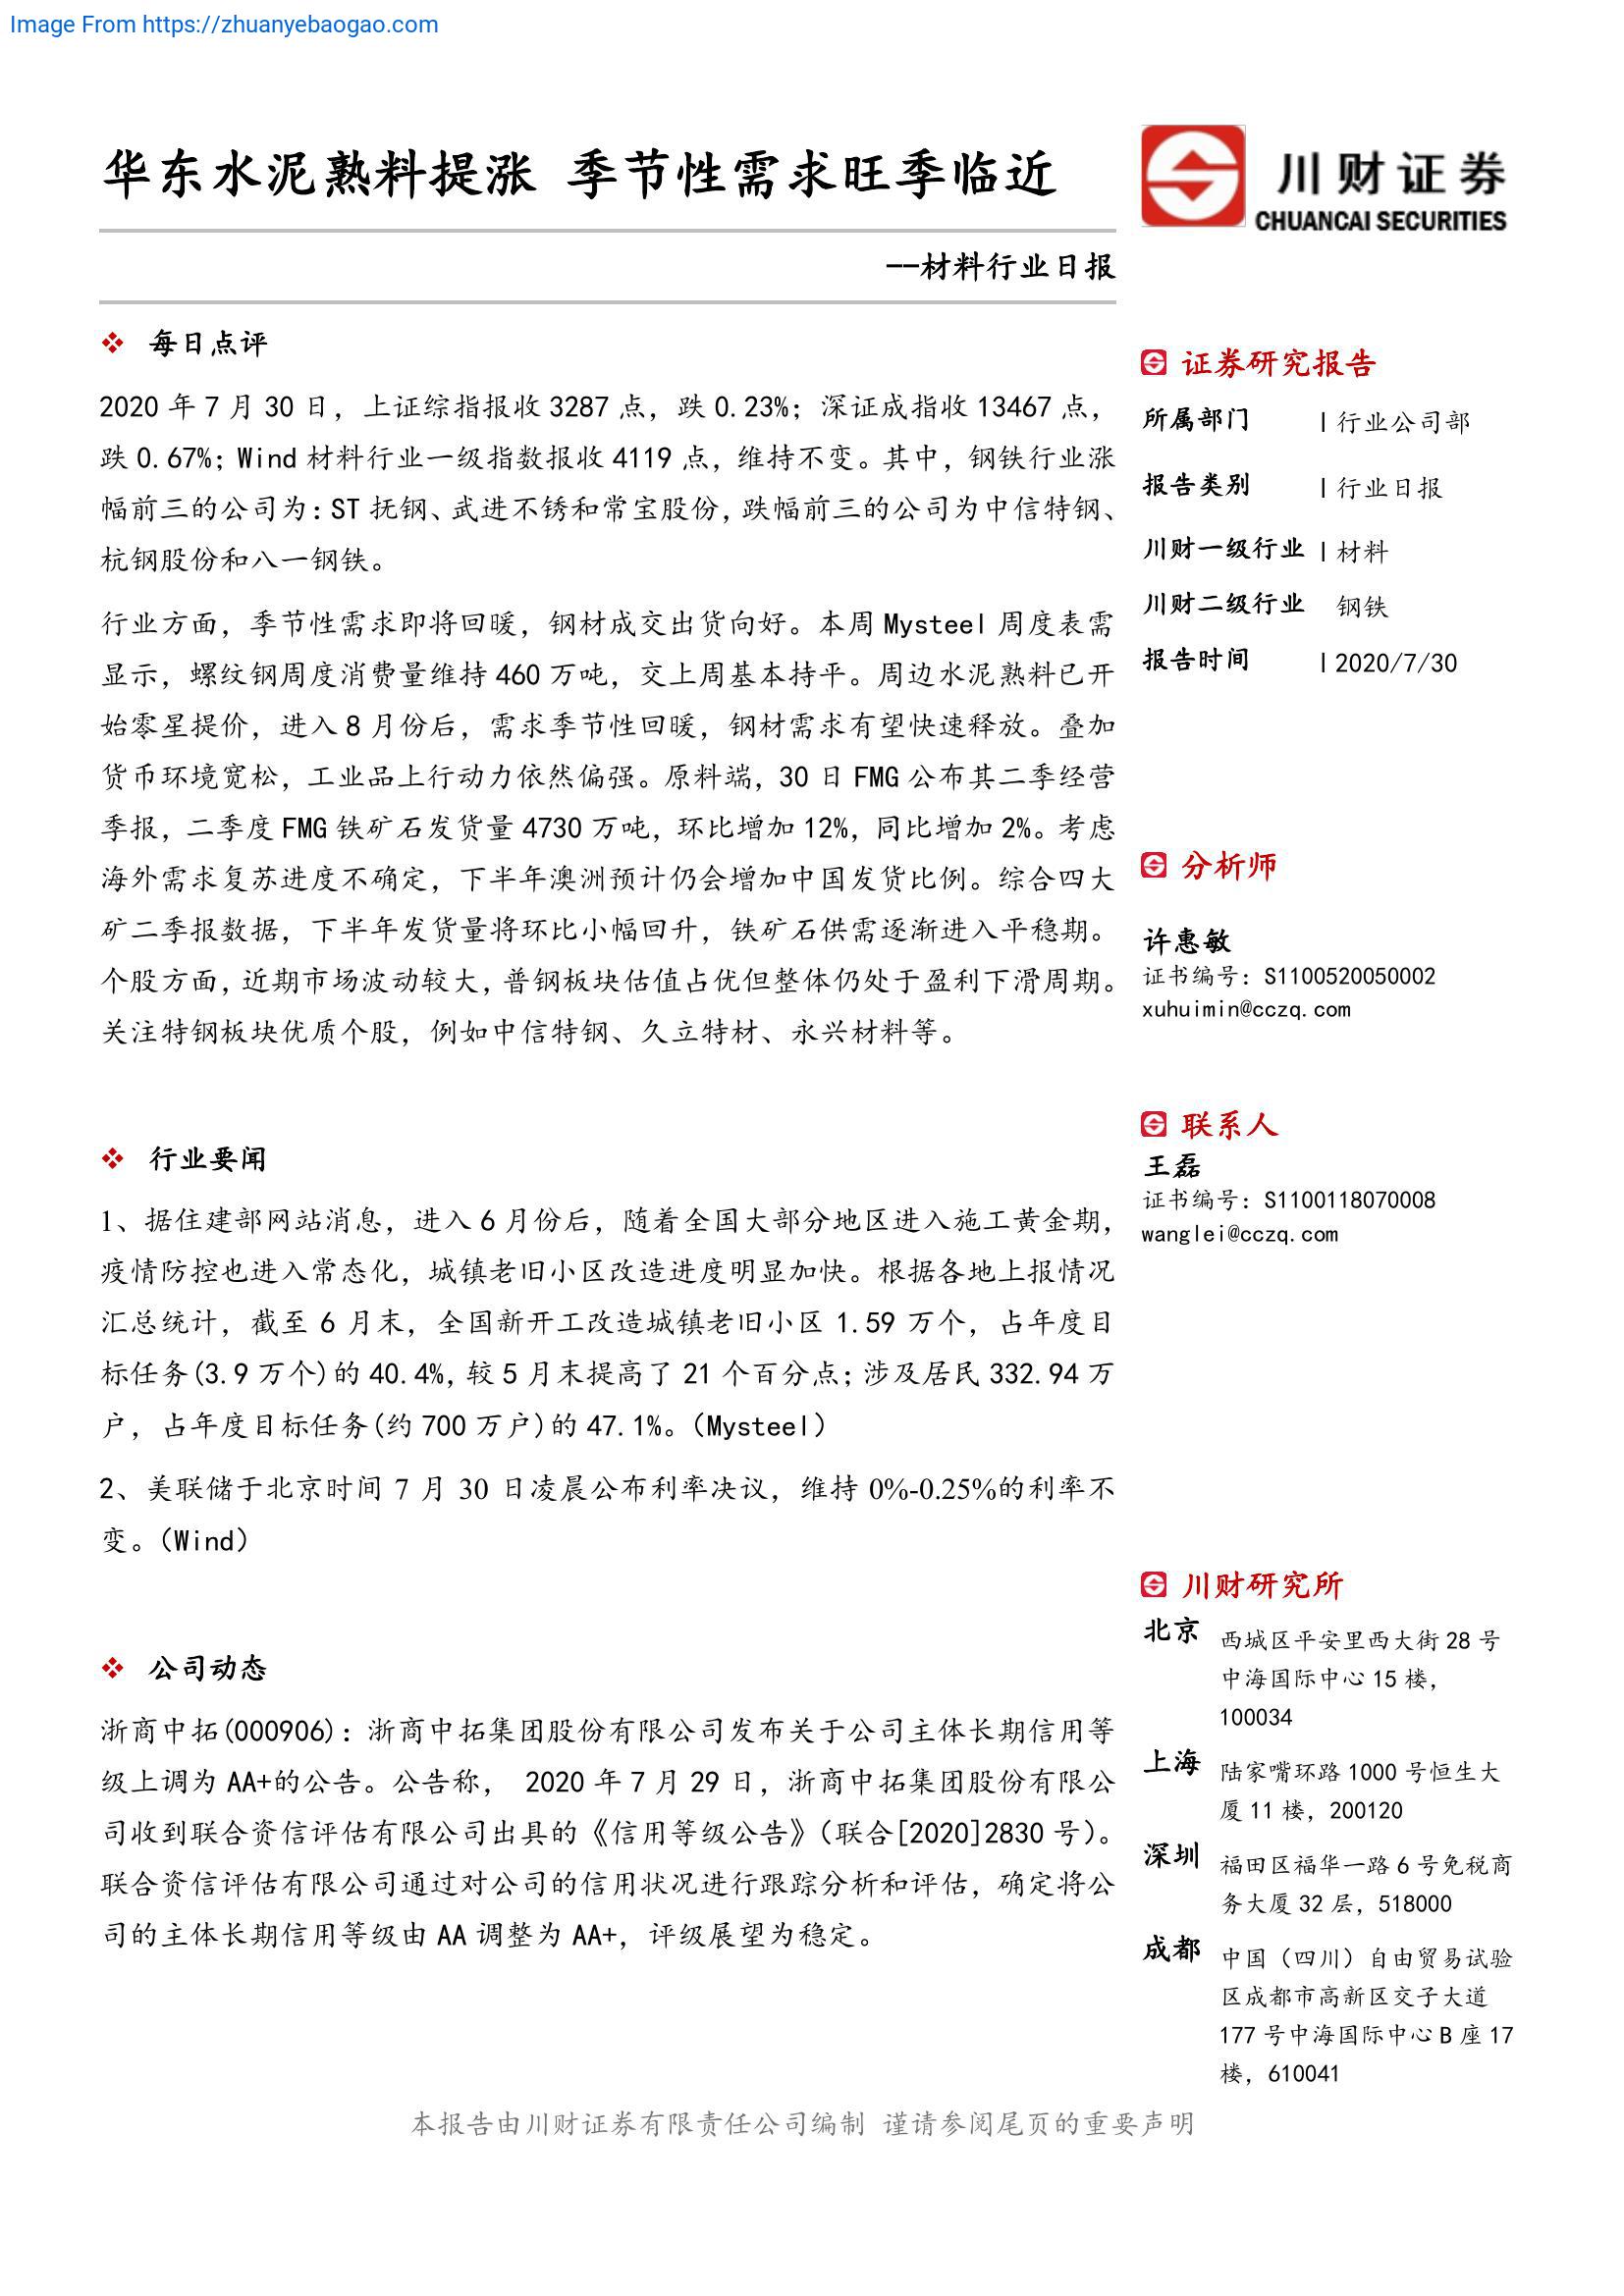 Image From https://zhuanyebaogao.com
华东水泥熟料提涨 季节性需求旺季临近
川财证券
CHUANCAI SECURITIES
——材料行业日报
每日点评
2020 年 7 月 30 日，上证综指报收 3287 点，跌 0.23%；深证成指收 13467 点，
跌 0.67%；Wind 材料行业一级指数报收 4119 点，维持不变。其中，钢铁行业涨
幅前三的公司为：ST 抚钢、武进不锈和常宝股份，跌幅前三的公司为中信特钢、
杭钢股份和八一钢铁。
行业方面，季节性需求即将回暖，钢材成交出货向好。本周 Mysteel 周度表需
显示，螺纹钢周度消费量维持 460 万吨，交上周基本持平。周边水泥熟料已开
始零星提价，进入 8 月份后，需求季节性回暖，钢材需求有望快速释放。叠加
货币环境宽松，工业品上行动力依然偏强。原料端，30 日 FMG 公布其二季经营
季报，二季度 FMG 铁矿石发货量 4730 万吨，环比增加 12%，同比增加 2%。考虑
海外需求复苏进度不确定，下半年澳洲预计仍会增加中国发货比例。综合四大
矿二季报数据，下半年发货量将环比小幅回升，铁矿石供需逐渐进入平稳期。
个股方面，近期市场波动较大，普钢板块估值占优但整体仍处于盈利下滑周期。
关注特钢板块优质个股，例如中信特钢、久立特材、永兴材料等。
行业要闻
1、据住建部网站消息，进入 6 月份后，随着全国大部分地区进入施工黄金期，
疫情防控也进入常态化，城镇老旧小区改造进度明显加快。根据各地上报情况
汇总统计，截至 6 月末，全国新开工改造城镇老旧小区 1.59 万个，占年度目
标任务(3.9 万个)的 40.4%，较 5 月末提高了 21 个百分点；涉及居民 332.94 万
户，占年度目标任务(约 700 万户)的 47.1%。（Mysteel）
2、美联储于北京时间 7 月 30 日凌晨公布利率决议，维持 0%-0.25%的利率不
变。（Wind）
公司动态
浙商中拓(000906)：浙商中拓集团股份有限公司发布关于公司主体长期信用等
级上调为 AA+的公告。公告称， 2020 年 7 月 29 日，浙商中拓集团股份有限公
司收到联合资信评估有限公司出具的《信用等级公告》（联合[2020]2830 号）。
联合资信评估有限公司通过对公司的信用状况进行跟踪分析和评估，确定将公
司的主体长期信用等级由 AA 调整为 AA+，评级展望为稳定。
证券研究报告
所属部门 | 行业公司部
报告类别 | 行业日报
川财一级行业 | 材料
川财二级行业 钢铁
报告时间 | 2020/7/30
分析师
许惠敏
证书编号：S1100520050002
xuhuimin@cczq.com
联系人
王磊
证书编号：S1100118070008
wanglei@cczq.com
川财研究所
北京 西城区平安里西大街 28 号
中海国际中心 15 楼，
100034
上海 陆家嘴环路 1000 号恒生大
厦 11 楼，200120
深圳 福田区福华一路 6 号免税商
务大厦 32 层，518000
成都 中国（四川）自由贸易试验
区成都市高新区交子大道
177 号中海国际中心 B 座 17
楼，610041
本报告由川财证券有限责任公司编制 谨请参阅尾页的重要声明